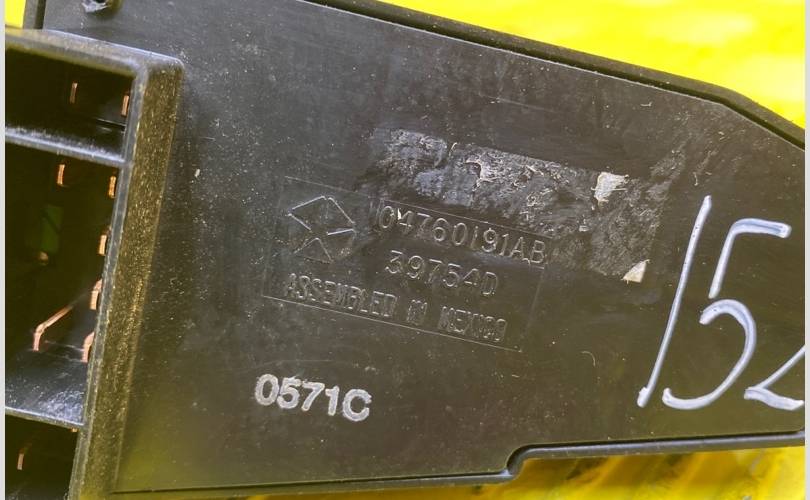 04760191AB
39754D
ASSEMBLED IN MEXICO
0571C
152